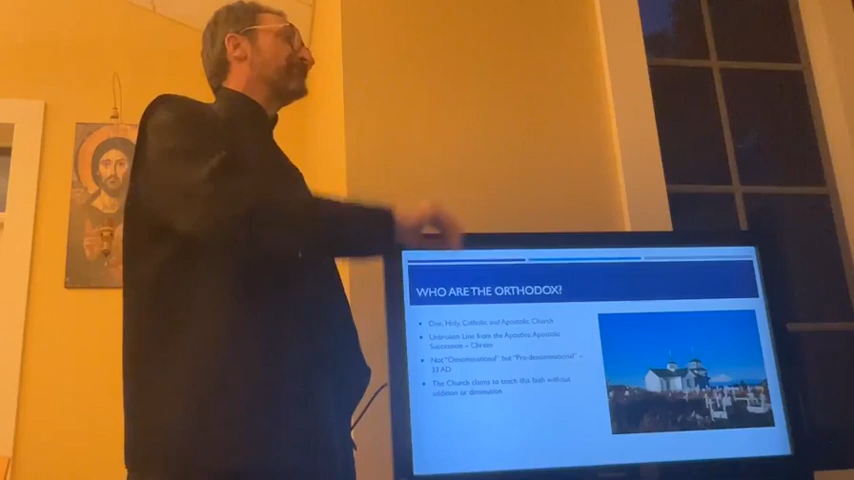 WHO ARE THE ORTHODOX?
• One, Holy, Catholic and Apostolic Church
• Unbroken Line from the Apostles: Apostolic
Succession – Christ
• Not "Denominational" but "Pre-denominational" –
33 AD
• The Church claims to teach this faith without
addition or diminution